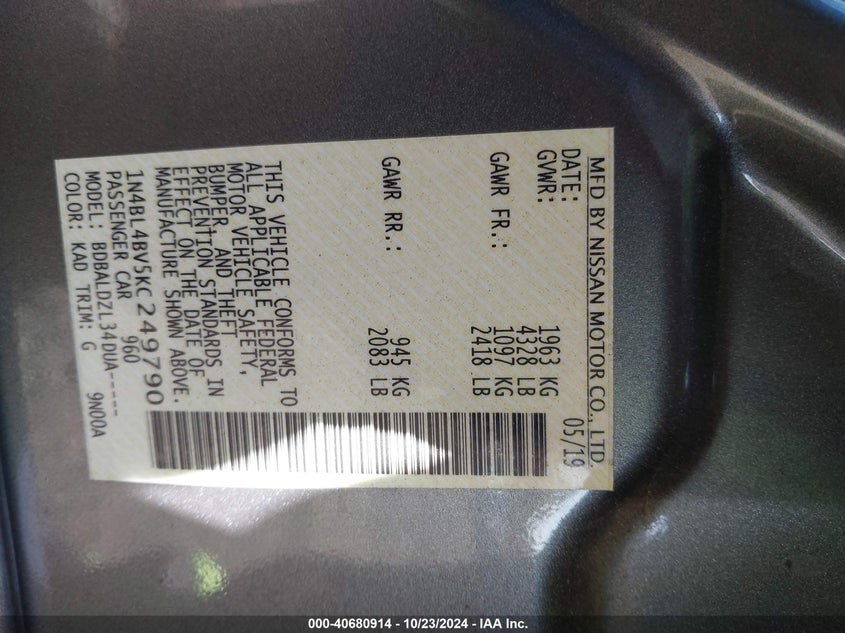 MFD BY NISSAN MOTOR CO., LTD.
DATE: 05/19
GVWR: 1963 KG
4328 LB
GAWR FR.: 1097 KG
2418 LB
GAWR RR.: 945 KG
2083 LB
THIS VEHICLE CONFORMS TO
ALL APPLICABLE FEDERAL
MOTOR VEHICLE SAFETY,
BUMPER, AND THEFT
PREVENTION STANDARDS IN
EFFECT ON THE DATE OF
MANUFACTURE SHOWN ABOVE.
1N4BL4BV5KC249790
PASSENGER CAR 960
MODEL: BDBALDZL34DUA-----
COLOR: KAD TRIM: G 9N00A
000-40680914 - 10/23/2024 - IAA Inc.